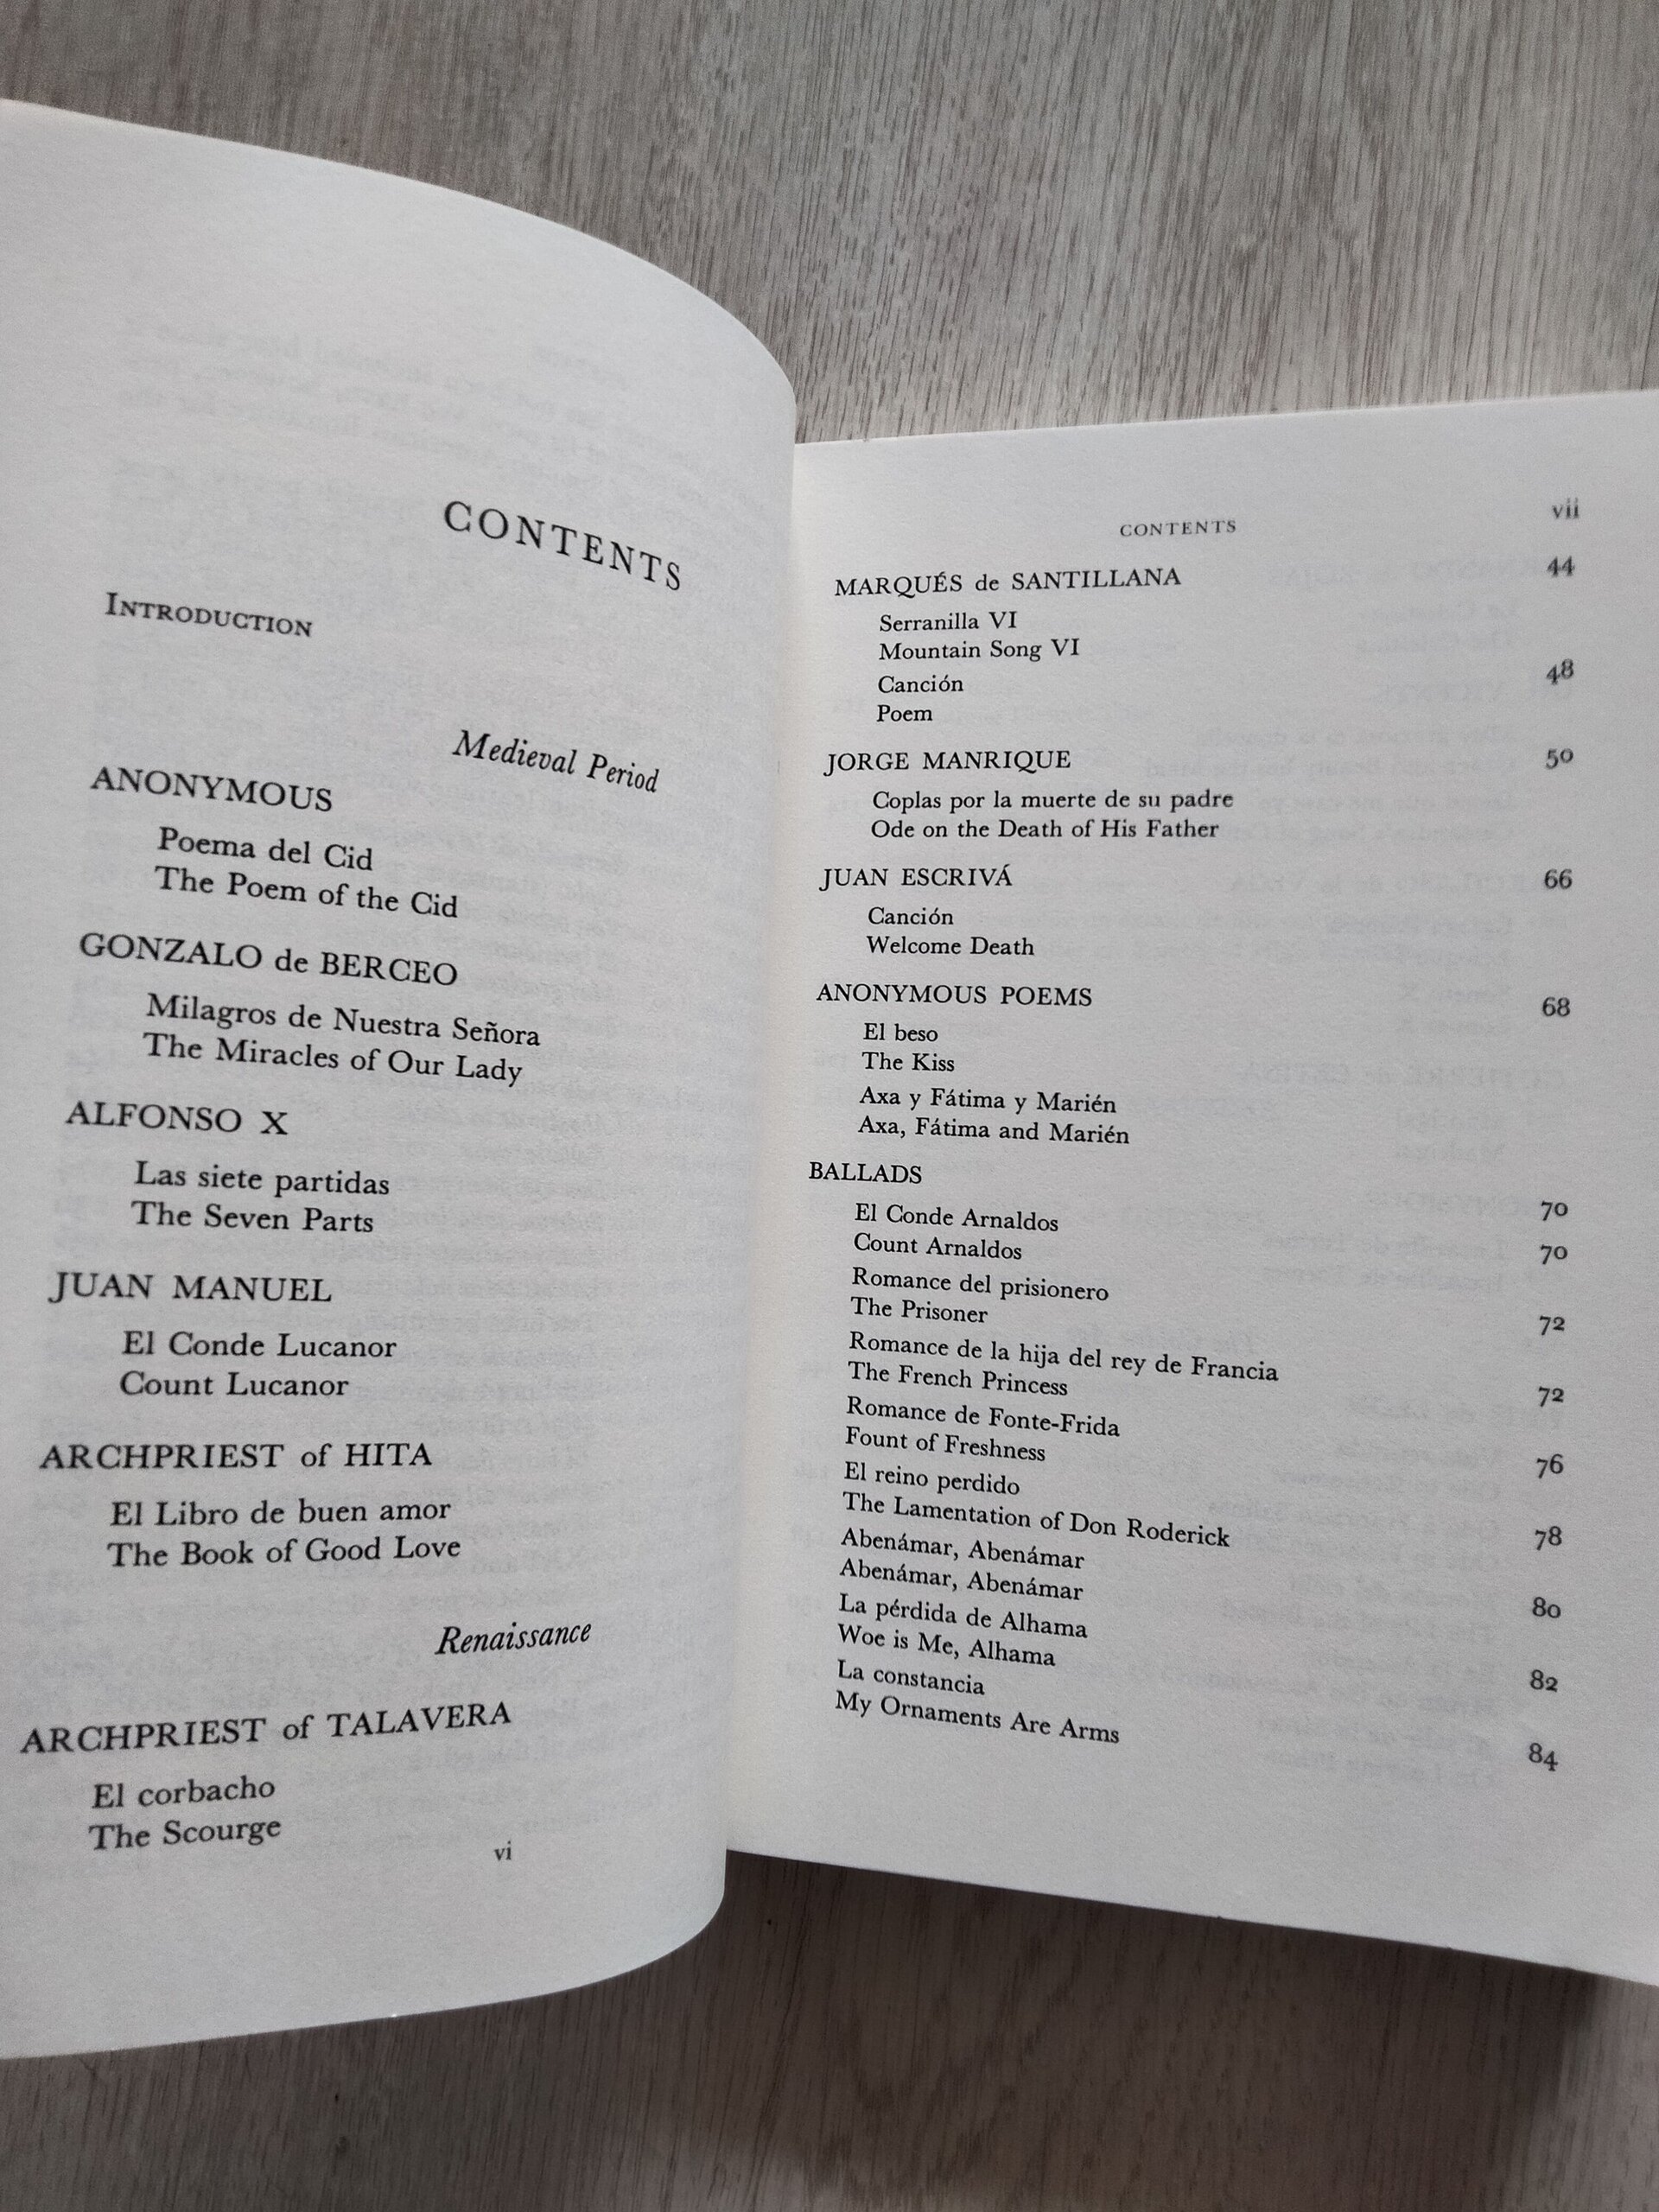 CONTENTS
INTRODUCTION
Medieval Period
ANONYMOUS
Poema del Cid
The Poem of the Cid
GONZALO de BERCEO
Milagros de Nuestra Señora
The Miracles of Our Lady
ALFONSO X
Las siete partidas
The Seven Parts
JUAN MANUEL
El Conde Lucanor
Count Lucanor
ARCHPRIEST of HITA
El Libro de buen amor
The Book of Good Love
Renaissance
ARCHPRIEST of TALAVERA
El corbacho
The Scourge
vi
CONTENTS vii
MARQUÉS de SANTILLANA 44
Serranilla VI
Mountain Song VI
Canción 48
Poem
JORGE MANRIQUE 50
Coplas por la muerte de su padre
Ode on the Death of His Father
JUAN ESCRIVÁ 66
Canción
Welcome Death
ANONYMOUS POEMS 68
El beso
The Kiss
Axa y Fátima y Marién
Axa, Fátima and Marién
BALLADS 70
El Conde Arnaldos 70
Count Arnaldos
Romance del prisionero 72
The Prisoner
Romance de la hija del rey de Francia 72
The French Princess
Romance de Fonte-Frida 76
Fount of Freshness
El reino perdido 78
The Lamentation of Don Roderick
Abenámar, Abenámar 80
Abenámar, Abenámar
La pérdida de Alhama 82
Woe is Me, Alhama
La constancia 84
My Ornaments Are Arms